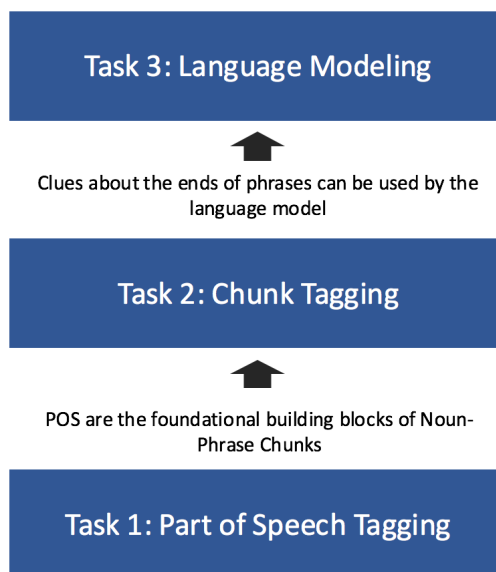 Task 3: Language Modeling
Clues about the ends of phrases can be used by the
language model
Task 2: Chunk Tagging
POS are the foundational building blocks of Noun-
Phrase Chunks
Task 1: Part of Speech Tagging